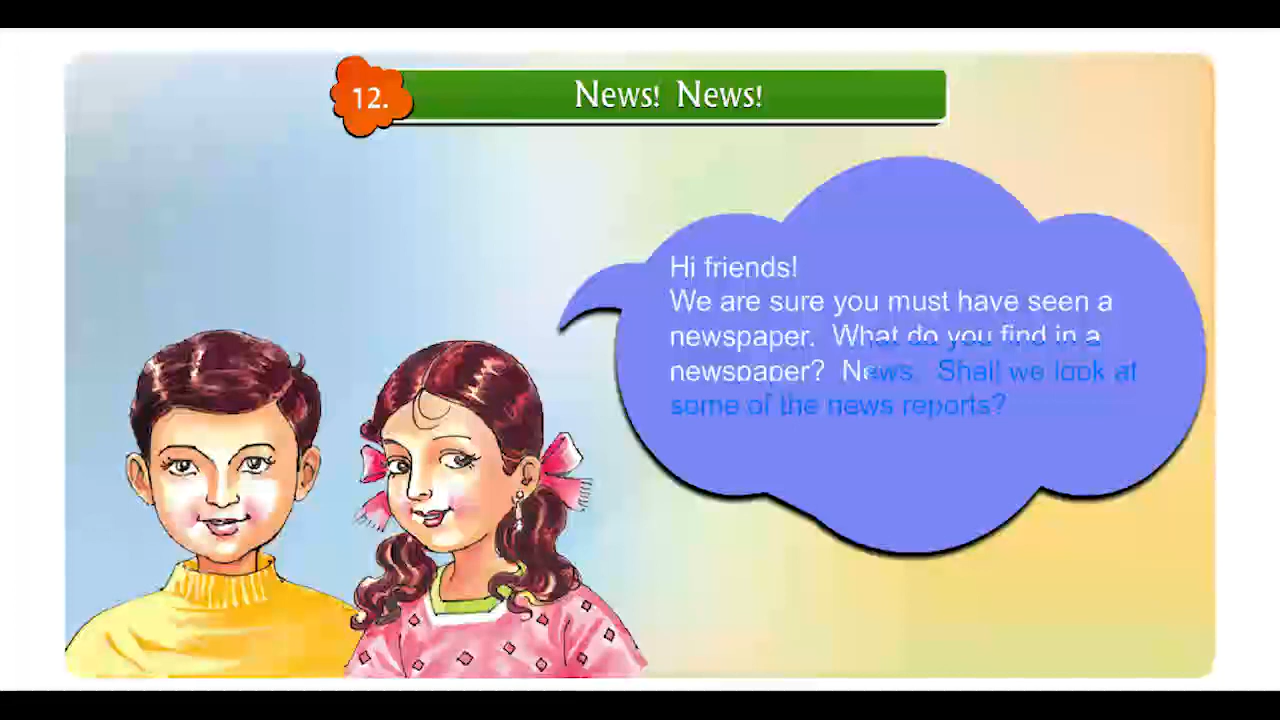 12.
News! News!
Hi friends!
We are sure you must have seen a
newspaper. What do you find in a
newspaper? News. Shall we look at
some of the news reports?